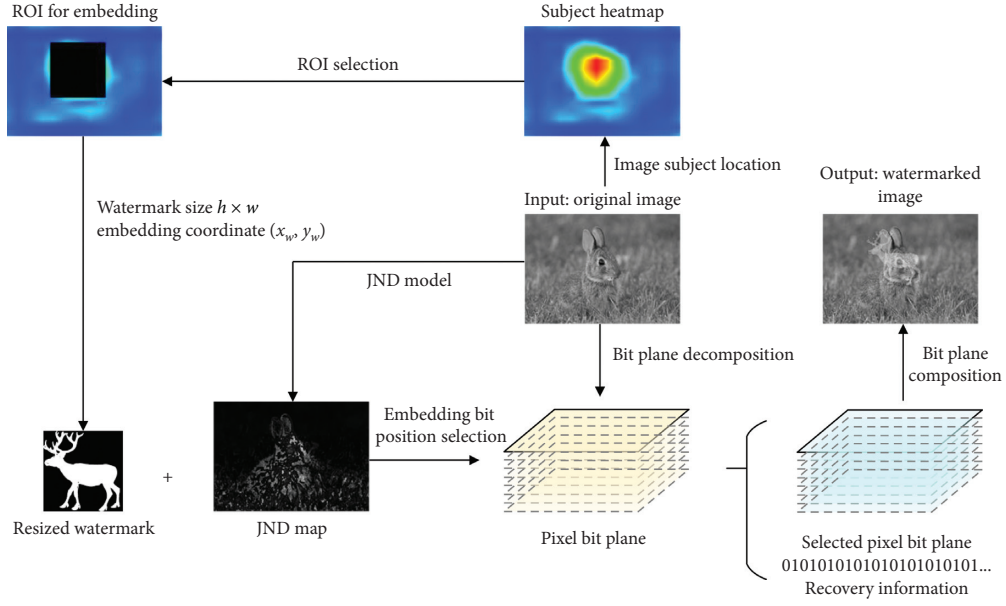 ROI for embedding
Subject heatmap
ROI selection
Image subject location
Output: watermarked
image
Input: original image
Watermark size h × w
embedding coordinate (x_w, y_w)
JND model
Bit plane decomposition
Bit plane
composition
Embedding bit
position selection
+
Resized watermark
JND map
Pixel bit plane
Selected pixel bit plane
0101010101010101010101...
Recovery information